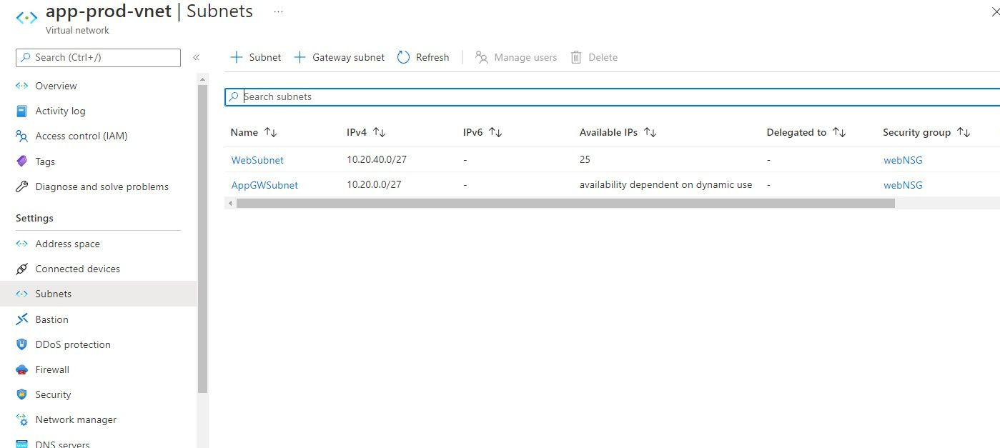 app-prod-vnet | Subnets ...
Virtual network
Search (Ctrl+/)
«
Subnet Gateway subnet Refresh Manage users Delete
Overview
Activity log
Access control (IAM)
Tags
Diagnose and solve problems
Settings
Address space
Connected devices
Subnets
Bastion
DDoS protection
Firewall
Security
Network manager
DNS servers
Search subnets
Name IPv4 IPv6 Available IPs Delegated to Security group
WebSubnet 10.20.40.0/27 - 25 - webNSG
AppGWSubnet 10.20.0.0/27 - availability dependent on dynamic use - webNSG